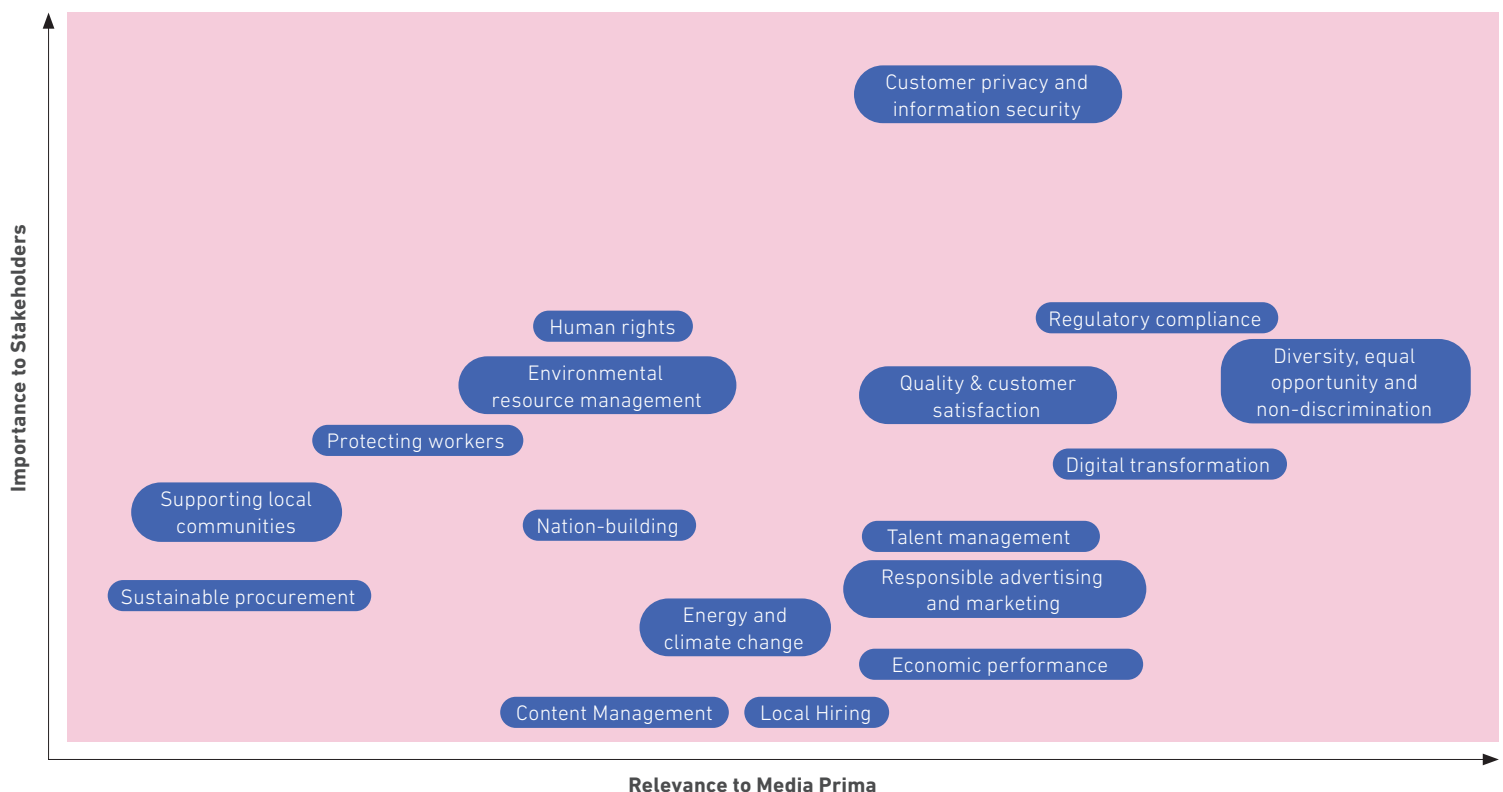 Importance to Stakeholders
Customer privacy and
information security
Human rights
Regulatory compliance
Environmental
resource management
Quality & customer
satisfaction
Diversity, equal
opportunity and
non-discrimination
Protecting workers
Digital transformation
Supporting local
communities
Nation-building
Talent management
Sustainable procurement
Responsible advertising
and marketing
Energy and
climate change
Economic performance
Content Management
Local Hiring
Relevance to Media Prima